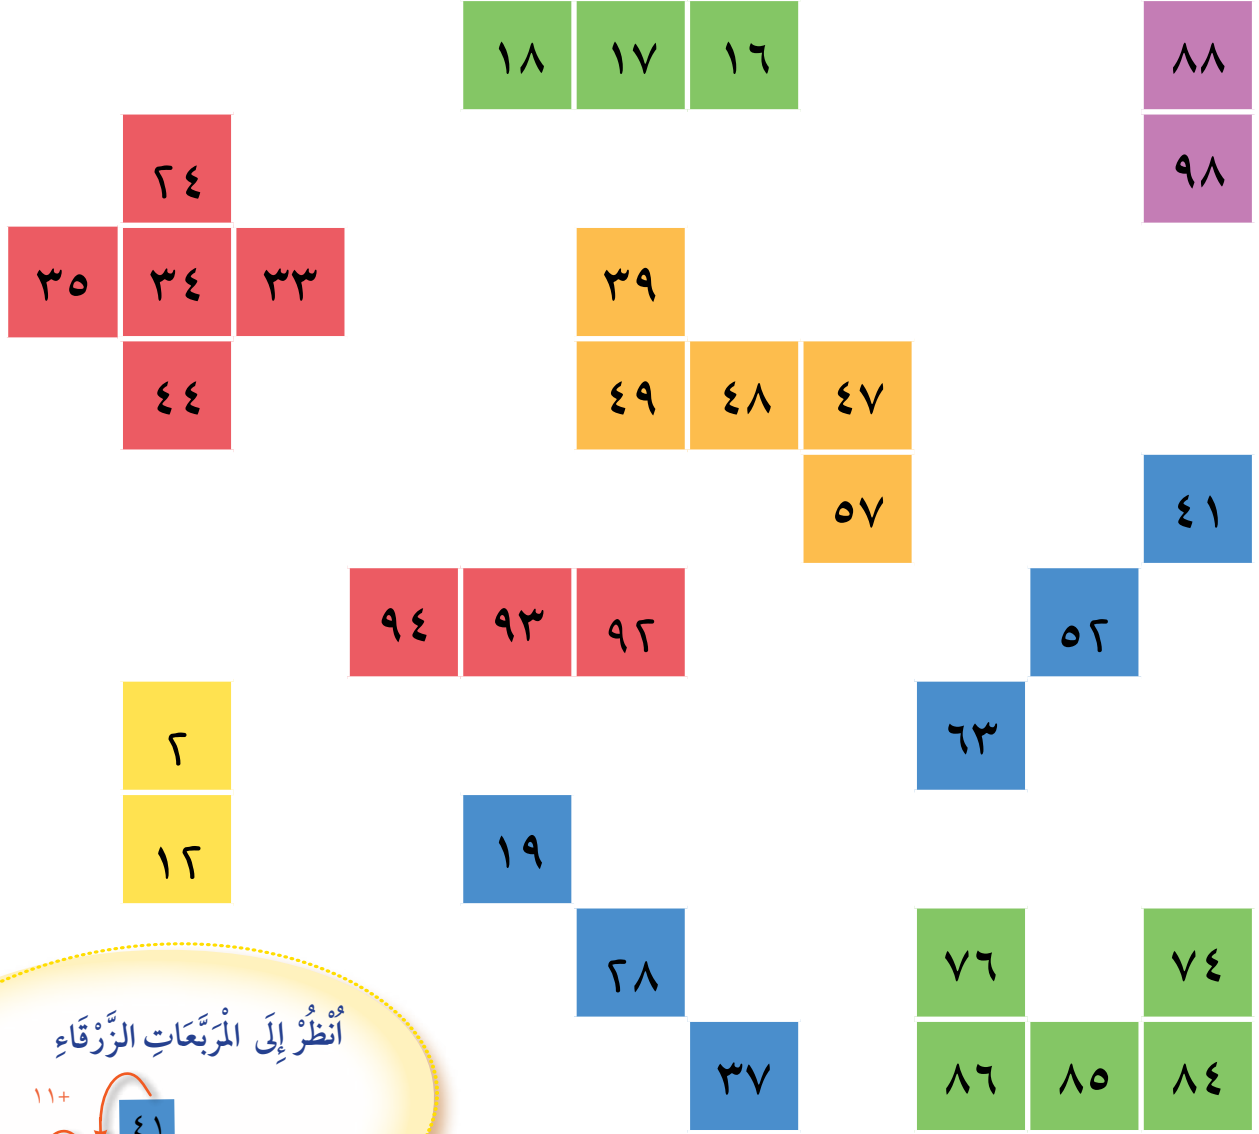 ٨٨ ١٦ ١٧ ١٨
٩٨ ٢٤
٣٩ ٣٣ ٣٤ ٣٥
٤٧ ٤٨ ٤٩ ٤٤
٤١ ٥٧
٥٢ ٩٢ ٩٣ ٩٤
٦٣ ٢
١٩ ١٢
٧٤ ٧٦ ٢٨
٨٤ ٨٥ ٨٦ ٣٧
اُنْظُرْ إِلَى الْمُرَبَّعَاتِ الزَّرْقَاءِ
+١١
٤١